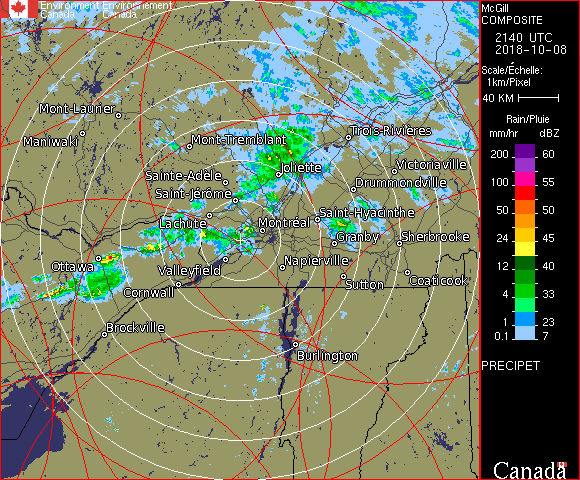 Environment Environnement
Canada Canada
McGill
COMPOSITE
2140 UTC
2018-10-08
Scale/Échelle:
1km/Pixel
40 KM
Rain/Pluie
mm/hr dBZ
200 60
100 55
50 50
24 45
12 40
4 33
1 23
0.1 7
PRECIPET
Canada
Mont-Laurier
Maniwaki
Mont-Tremblant
Trois-Rivières
Joliette
Victoriaville
Sainte-Adèle
Drummondville
Saint-Jérôme
Saint-Hyacinthe
Lachute
Montréal
Granby
Sherbrooke
Ottawa
Valleyfield
Napierville
Cornwall
Sutton
Coaticook
Brockville
Burlington